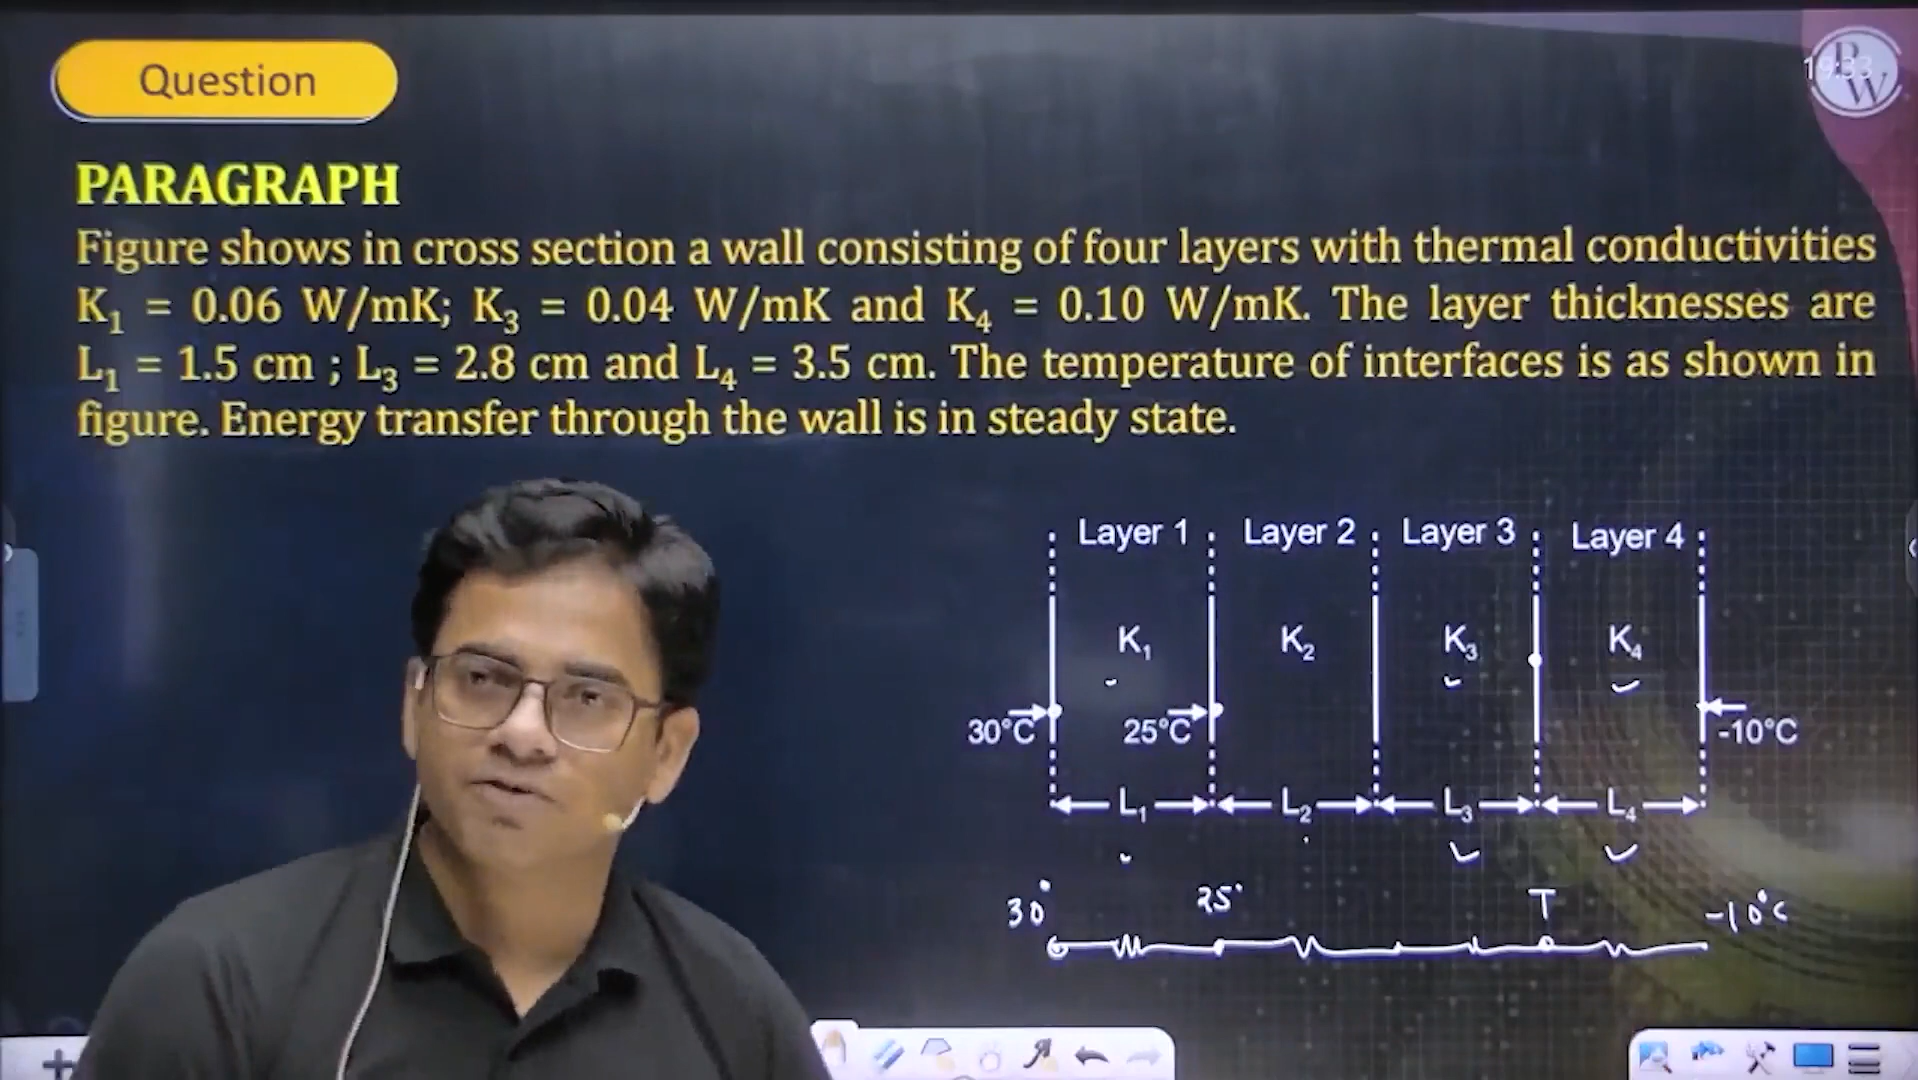 Question
19:33
PW
PARAGRAPH
Figure shows in cross section a wall consisting of four layers with thermal conductivities
K₁ = 0.06 W/mK; K₃ = 0.04 W/mK and K₄ = 0.10 W/mK. The layer thicknesses are
L₁ = 1.5 cm ; L₃ = 2.8 cm and L₄ = 3.5 cm. The temperature of interfaces is as shown in
figure. Energy transfer through the wall is in steady state.
Layer 1 Layer 2 Layer 3 Layer 4
K₁ K₂ K₃ K₄
30°C 25°C -10°C
L₁ L₂ L₃ L₄
30° 25° T -10°C